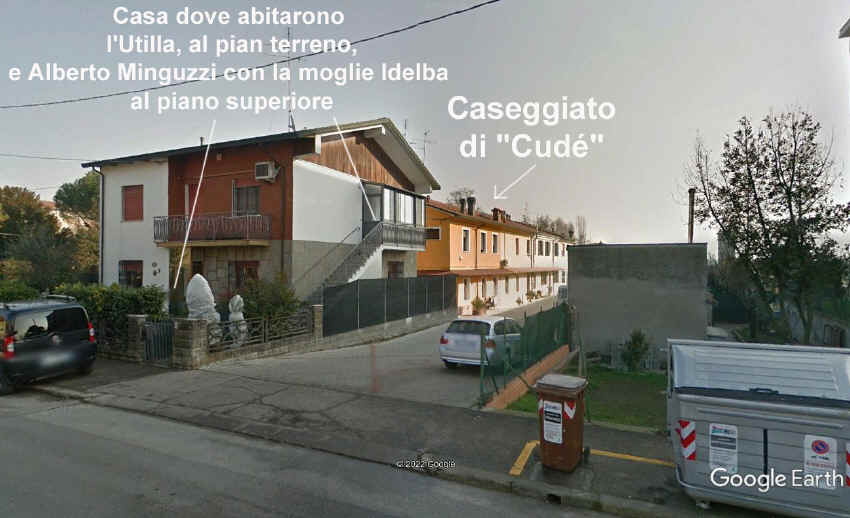 Casa dove abitarono
l'Utilla, al pian terreno,
e Alberto Minguzzi con la moglie Idelba
al piano superiore
Caseggiato
di "Cudé"
© 2022 Google
Google Earth